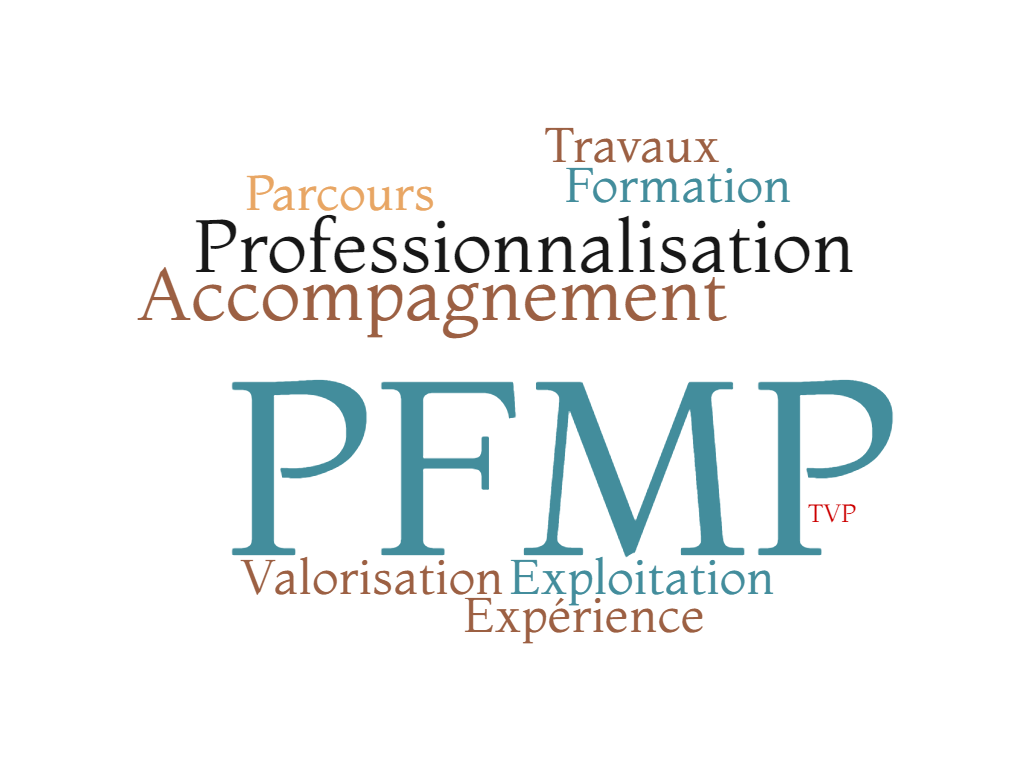 Travaux
Parcours
Formation
Professionnalisation
Accompagnement
PFMP
TVP
Valorisation
Exploitation
Expérience